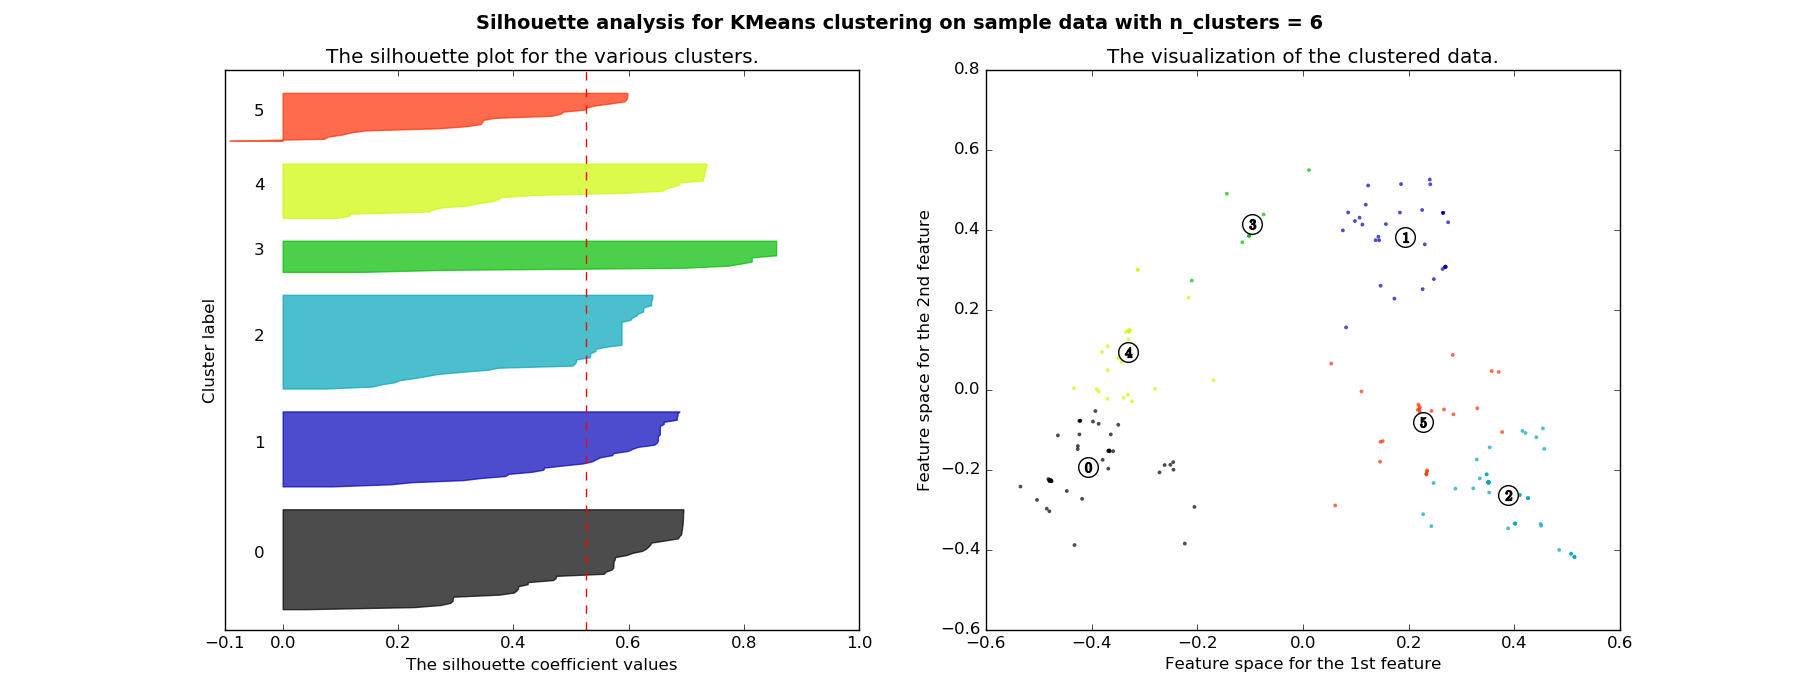 Silhouette analysis for KMeans clustering on sample data with n_clusters = 6
The silhouette plot for the various clusters.
5
4
3
2
1
0
Cluster label
−0.1 0.0 0.2 0.4 0.6 0.8 1.0
The silhouette coefficient values
The visualization of the clustered data.
0.8
0.6
0.4
0.2
0.0
−0.2
−0.4
−0.6
Feature space for the 2nd feature
3
1
4
5
0
2
−0.6 −0.4 −0.2 0.0 0.2 0.4 0.6
Feature space for the 1st feature